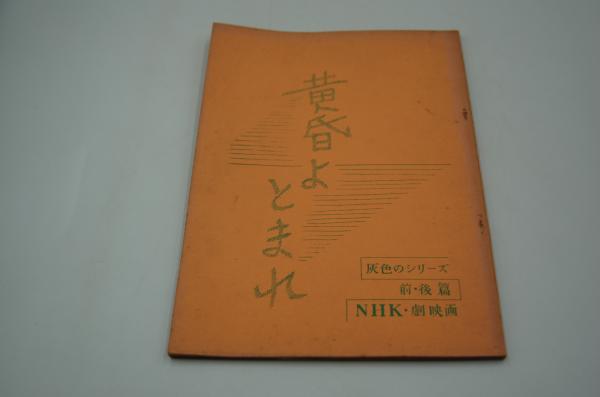 黄昏よ
とまれ
灰色のシリーズ
前・後篇
NHK・劇映画